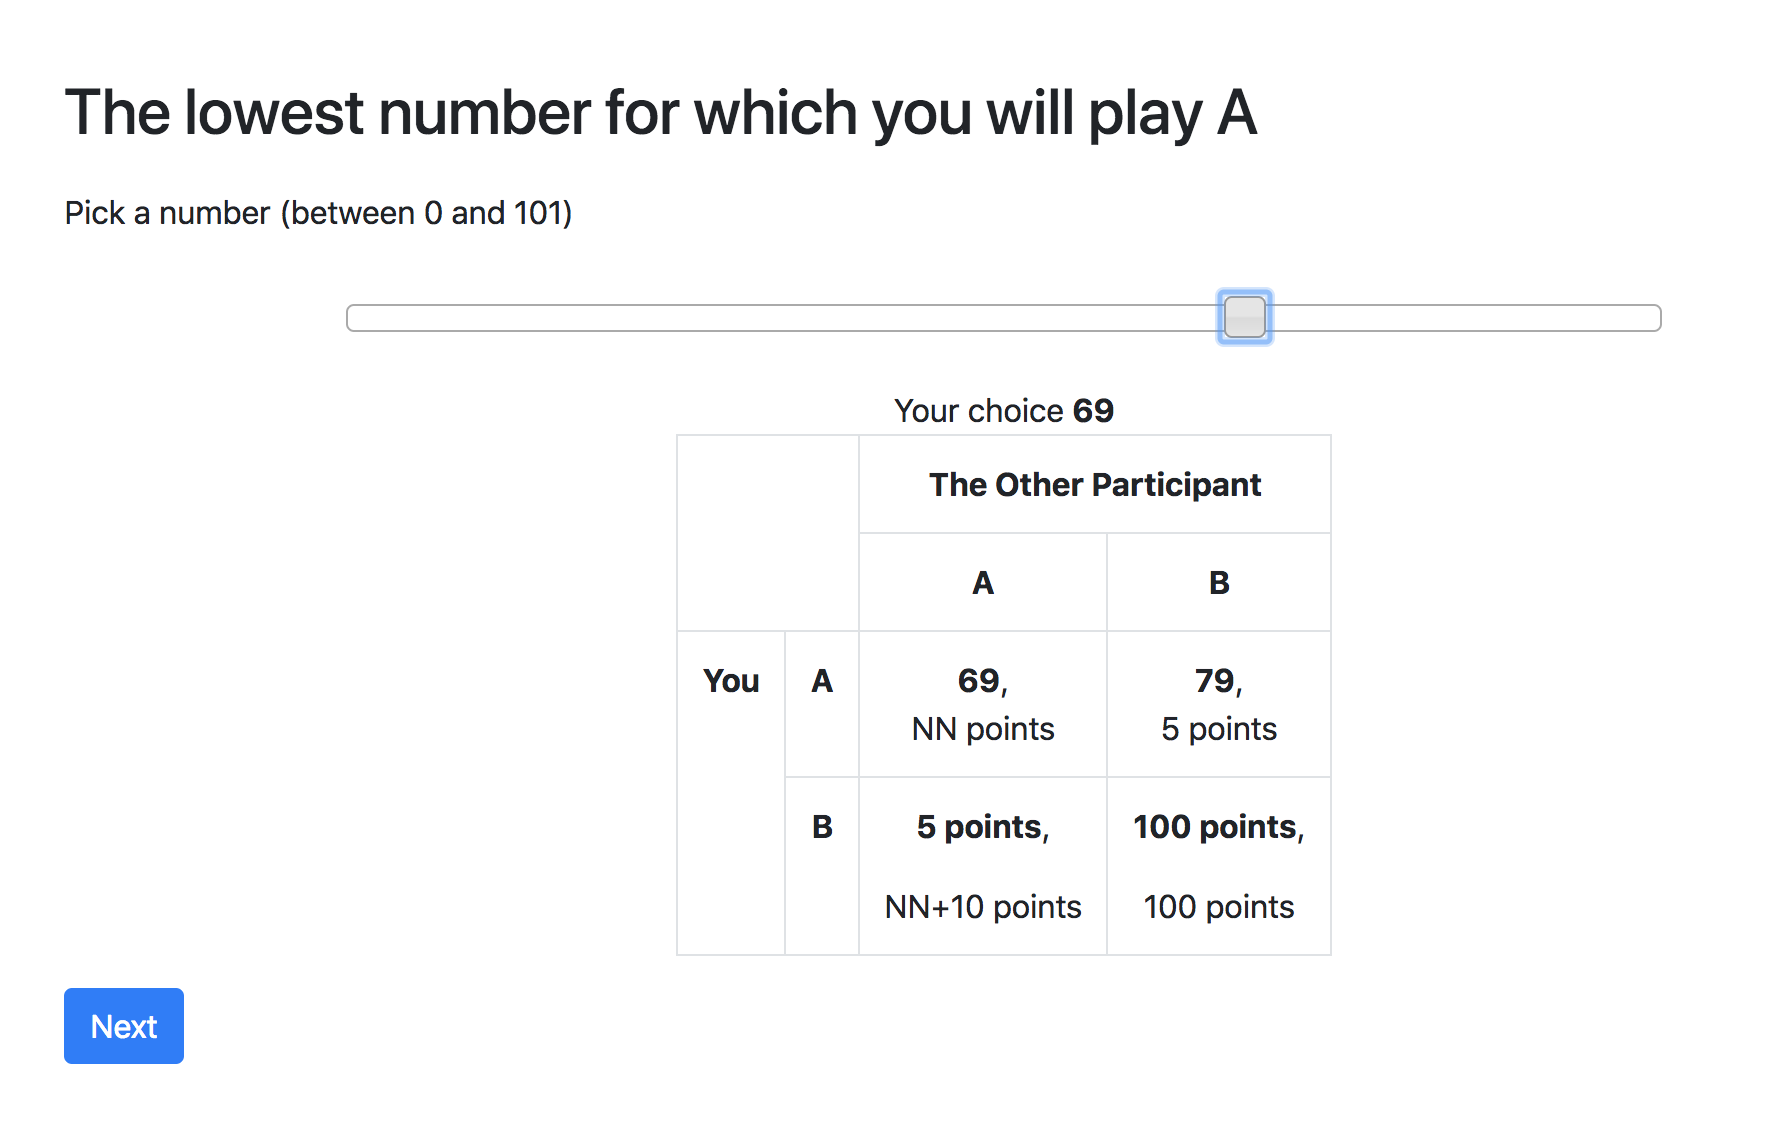 The lowest number for which you will play A
Pick a number (between 0 and 101)
Your choice 69
The Other Participant
A
B
You
A
69,
NN points
79,
5 points
B
5 points,
NN+10 points
100 points,
100 points
Next